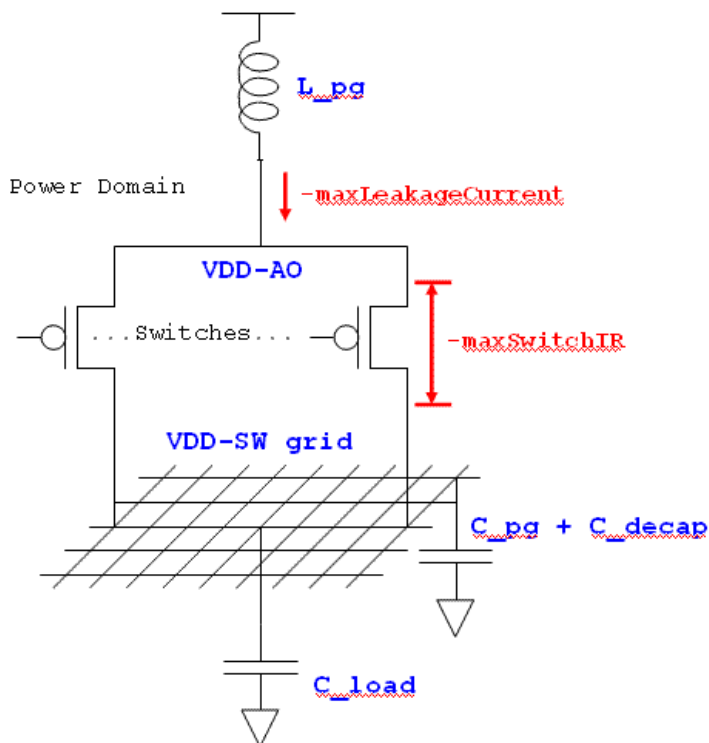 L_pg
Power Domain
-maxLeakageCurrent
VDD-AO
...Switches...
-maxSwitchIR
VDD-SW grid
C_pg + C_decap
C_load